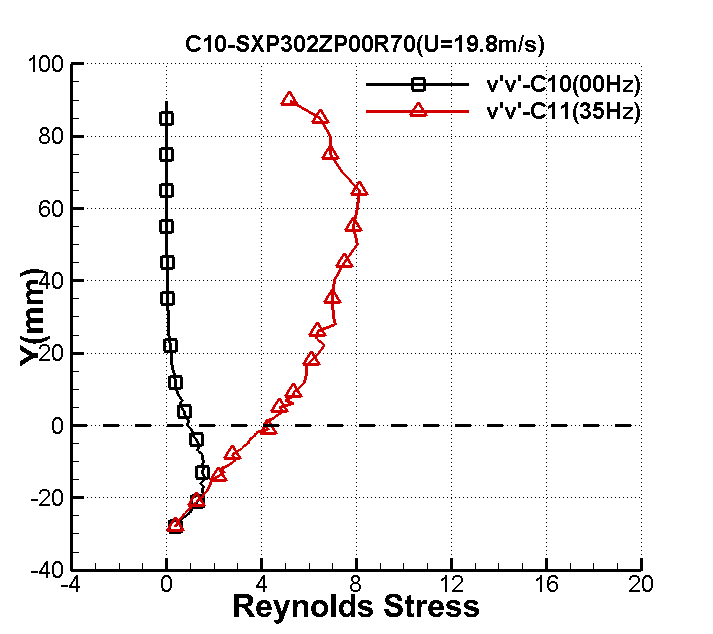 C10-SXP302ZP00R70(U=19.8m/s)
v'v'-C10(00Hz)
v'v'-C11(35Hz)
100
80
60
40
20
0
-20
-40
Y(mm)
-4 0 4 8 12 16 20
Reynolds Stress